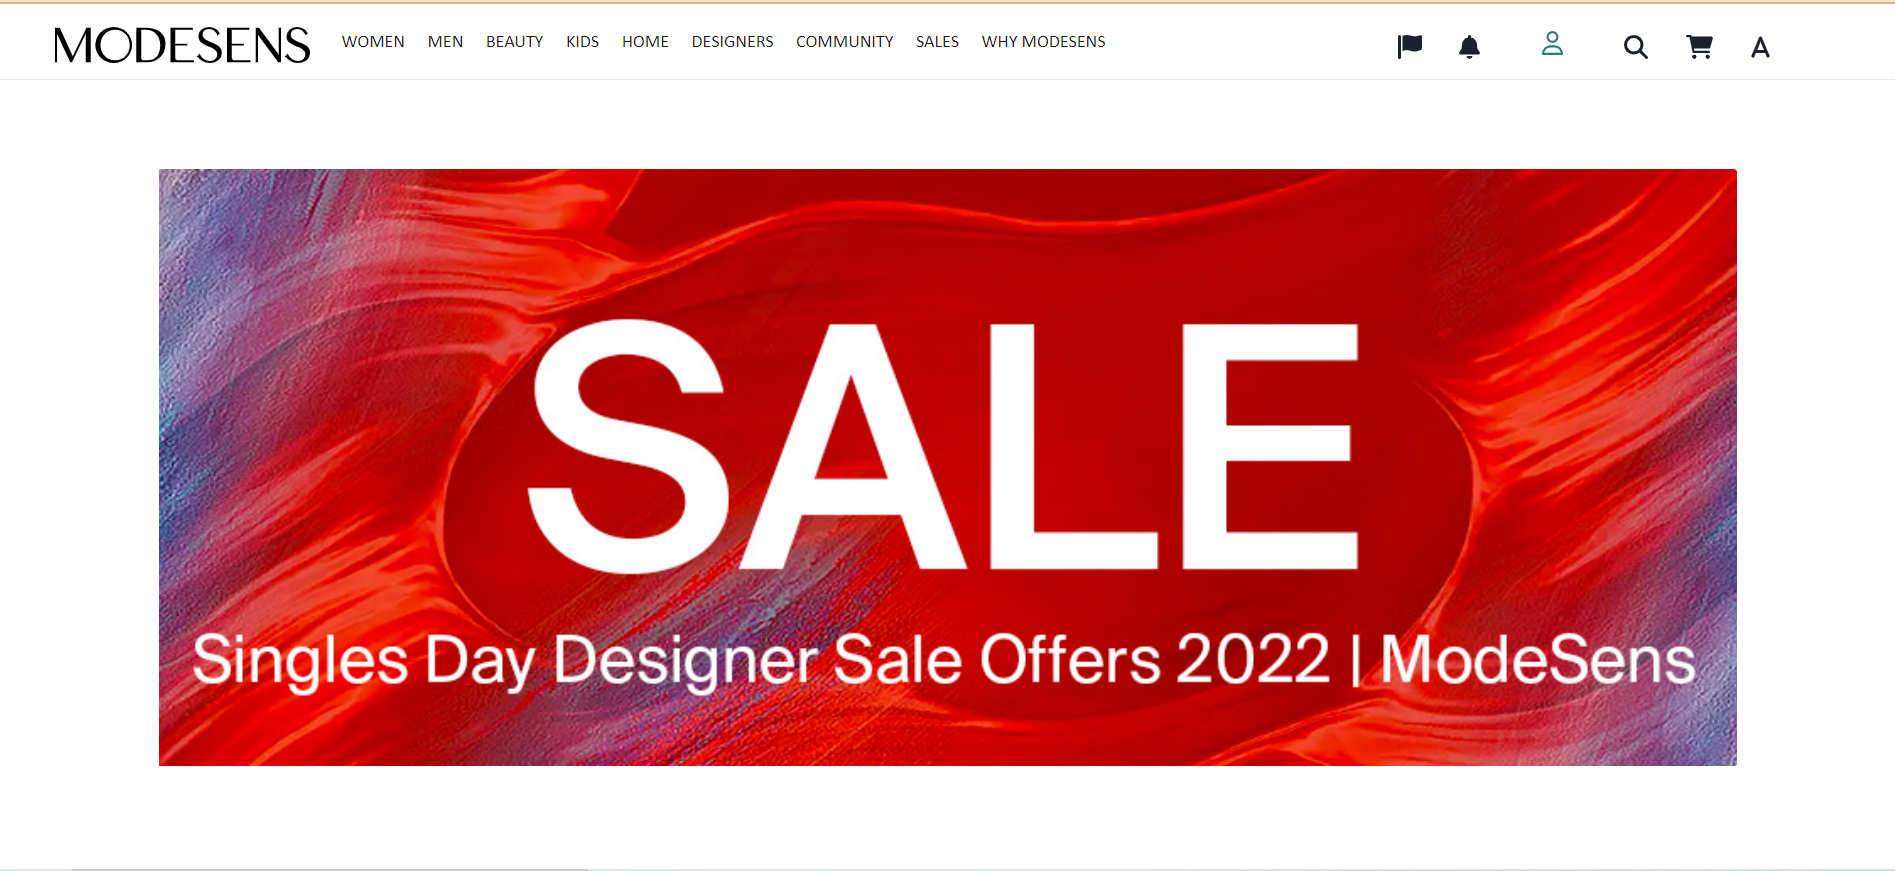 MODESENS WOMEN MEN BEAUTY KIDS HOME DESIGNERS COMMUNITY SALES WHY MODESENS A
SALE
Singles Day Designer Sale Offers 2022 | ModeSens